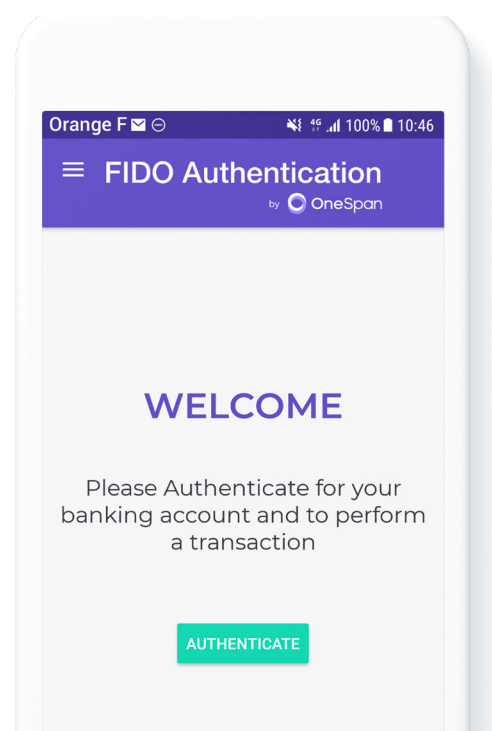 Orange F 4G 100% 10:46
FIDO Authentication
by OneSpan
WELCOME
Please Authenticate for your
banking account and to perform
a transaction
AUTHENTICATE